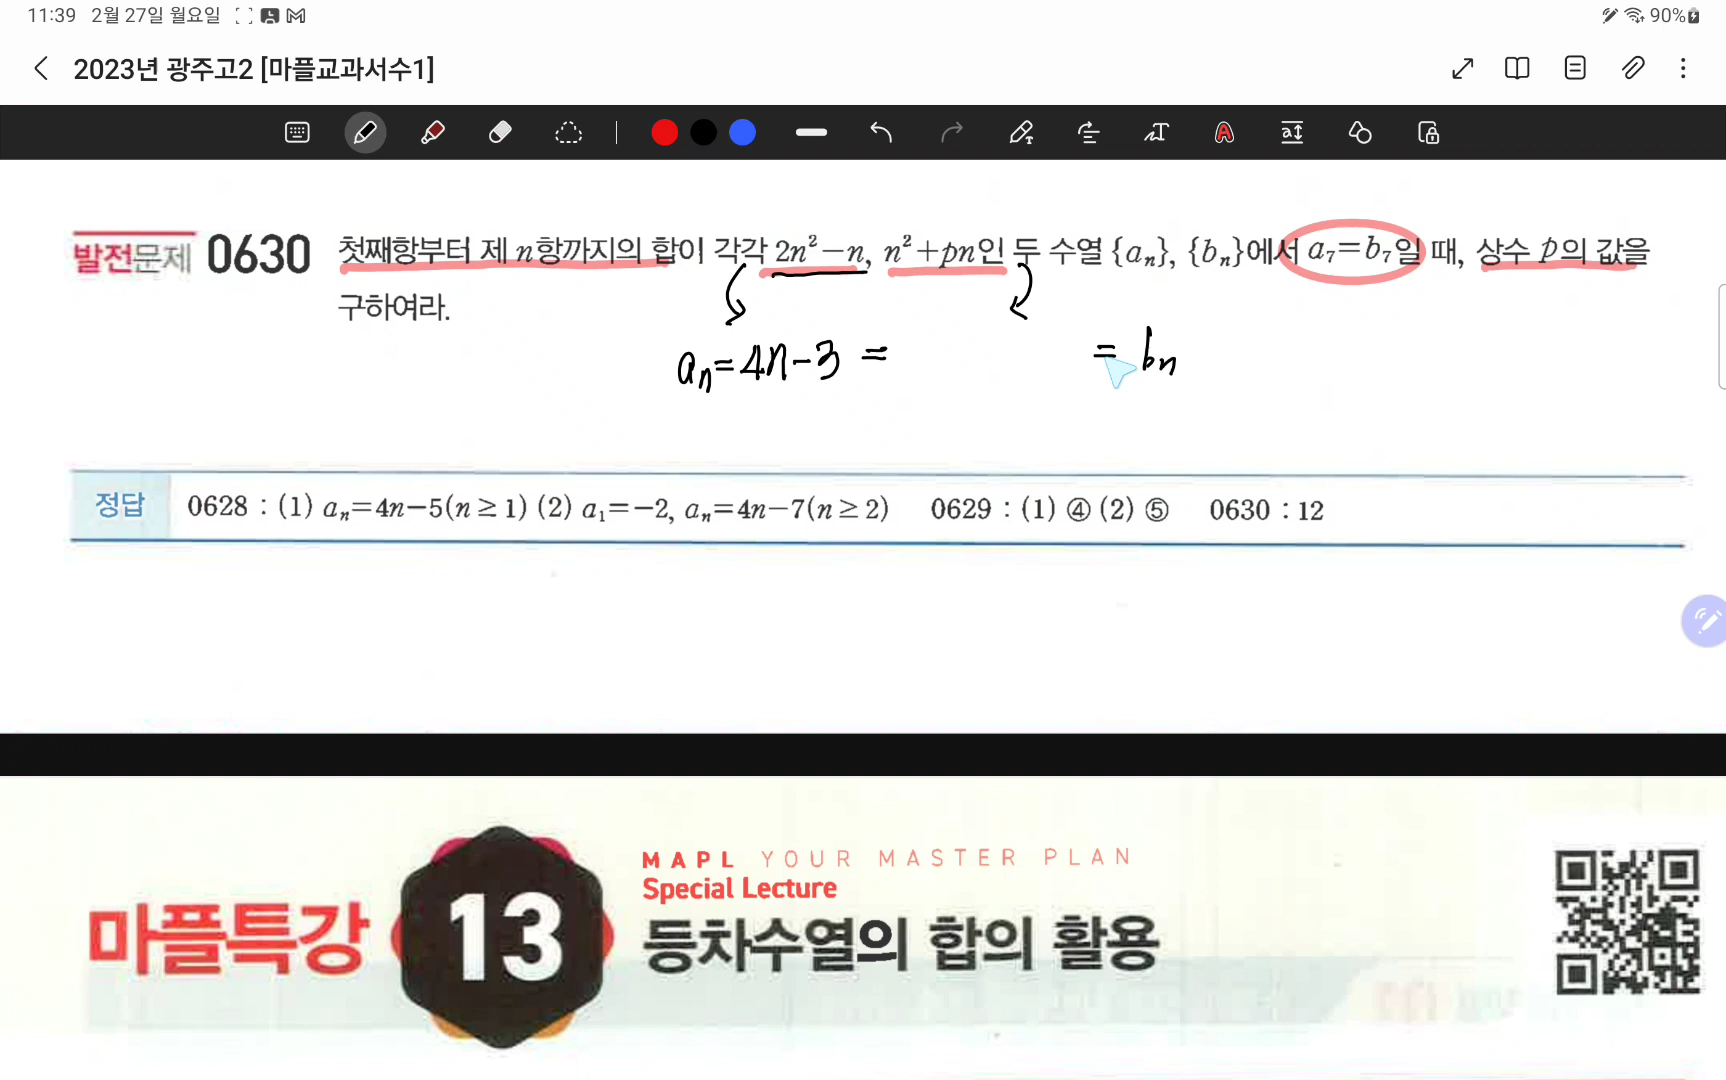 11:39 2월 27일 월요일 90%
2023년 광주고2 [마플교과서수1]
발전문제 0630 첫째항부터 제 n항까지의 합이 각각 2n²−n, n²+pn인 두 수열 {aₙ}, {bₙ}에서 a₇=b₇일 때, 상수 p의 값을
구하여라.
aₙ=4n−3 = = bₙ
정답 0628 : (1) aₙ=4n−5(n≥1) (2) a₁=−2, aₙ=4n−7(n≥2) 0629 : (1) ④ (2) ⑤ 0630 : 12
MAPL YOUR MASTER PLAN
Special Lecture
마플특강 13 등차수열의 합의 활용